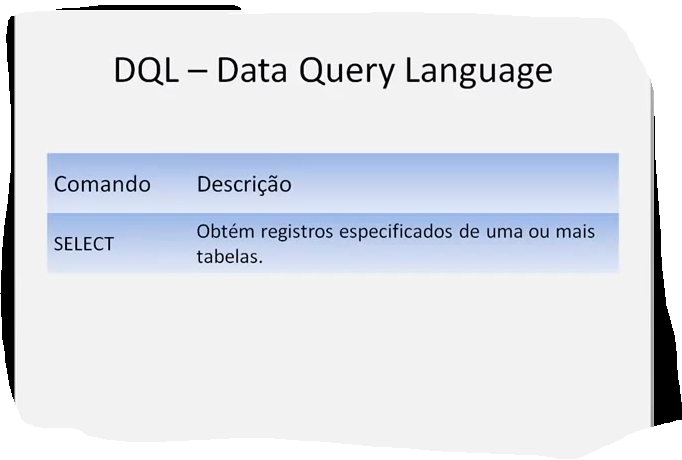 DQL – Data Query Language
Comando Descrição
SELECT Obtém registros especificados de uma ou mais
tabelas.